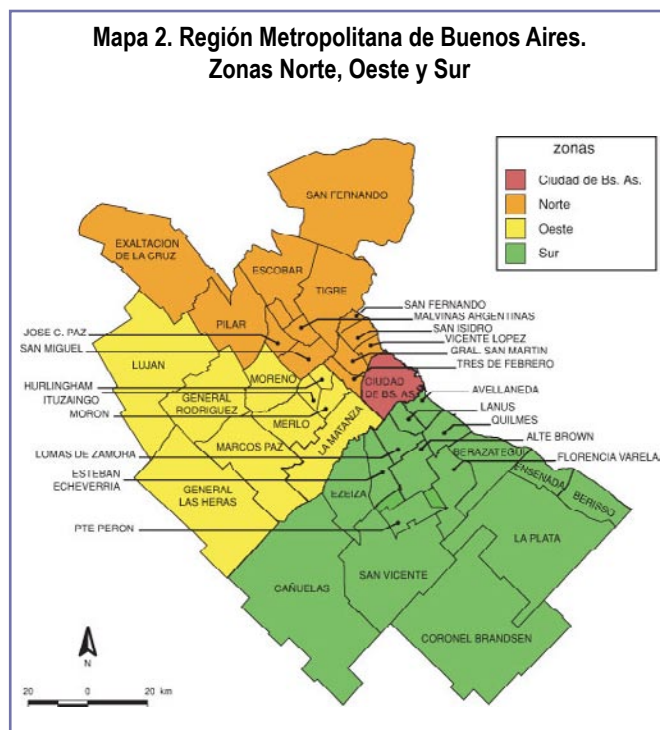 Mapa 2. Región Metropolitana de Buenos Aires.
Zonas Norte, Oeste y Sur
zonas
Ciudad de Bs. As.
Norte
Oeste
Sur
SAN FERNANDO
EXALTACION
DE LA CRUZ
ESCOBAR
TIGRE
PILAR
SAN FERNANDO
MALVINAS ARGENTINAS
SAN ISIDRO
VICENTE LOPEZ
GRAL. SAN MARTIN
TRES DE FEBRERO
JOSE C. PAZ
SAN MIGUEL
HURLINGHAM
ITUZAINGO
MORON
LUJAN
MORENO
GENERAL
RODRIGUEZ
MERLO
CIUDAD
DE BS. AS.
LA MATANZA
MARCOS PAZ
GENERAL
LAS HERAS
AVELLANEDA
LANUS
QUILMES
ALTE BROWN
FLORENCIA VARELA
LOMAS DE ZAMORA
ESTEBAN
ECHEVERRIA
PTE PERON
EZEIZA
BERAZATEGUI
ENSENADA
BERISSO
LA PLATA
SAN VICENTE
CAÑUELAS
CORONEL BRANDSEN
N
20 0 20 km